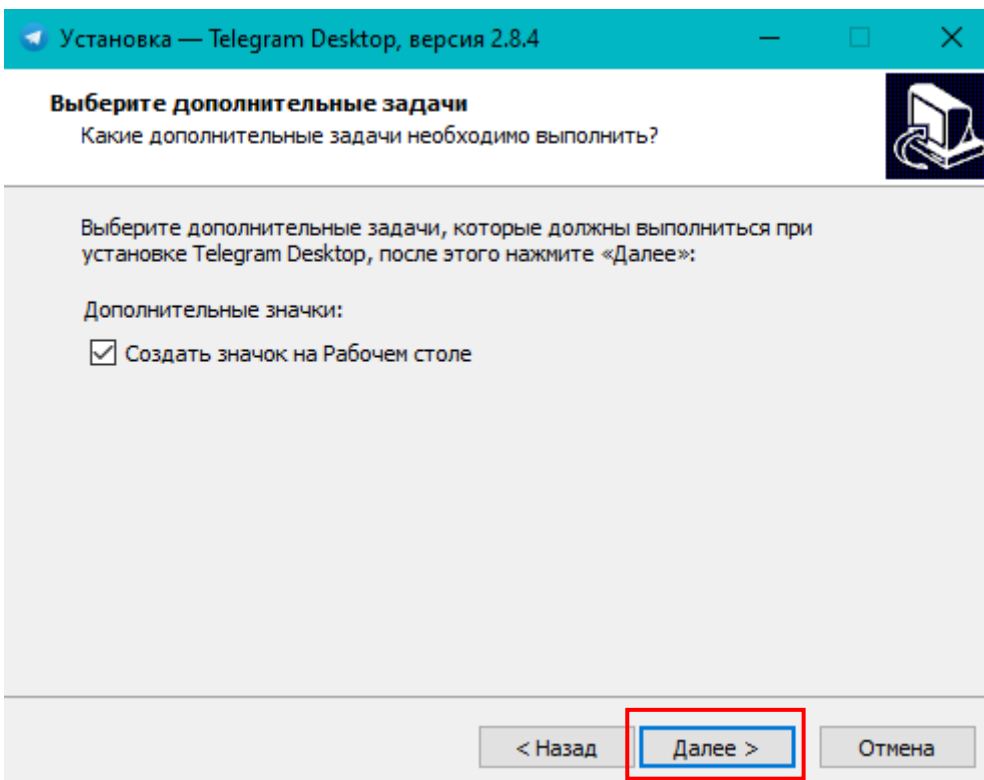 Установка — Telegram Desktop, версия 2.8.4
Выберите дополнительные задачи
Какие дополнительные задачи необходимо выполнить?
Выберите дополнительные задачи, которые должны выполниться при
установке Telegram Desktop, после этого нажмите «Далее»:
Дополнительные значки:
Создать значок на Рабочем столе
< Назад
Далее >
Отмена